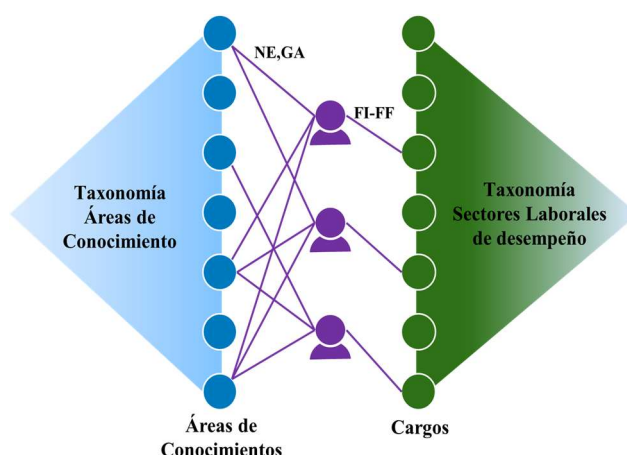 NE,GA
FI-FF
Taxonomía
Áreas de
Conocimiento
Taxonomía
Sectores Laborales
de desempeño
Áreas de
Conocimientos
Cargos